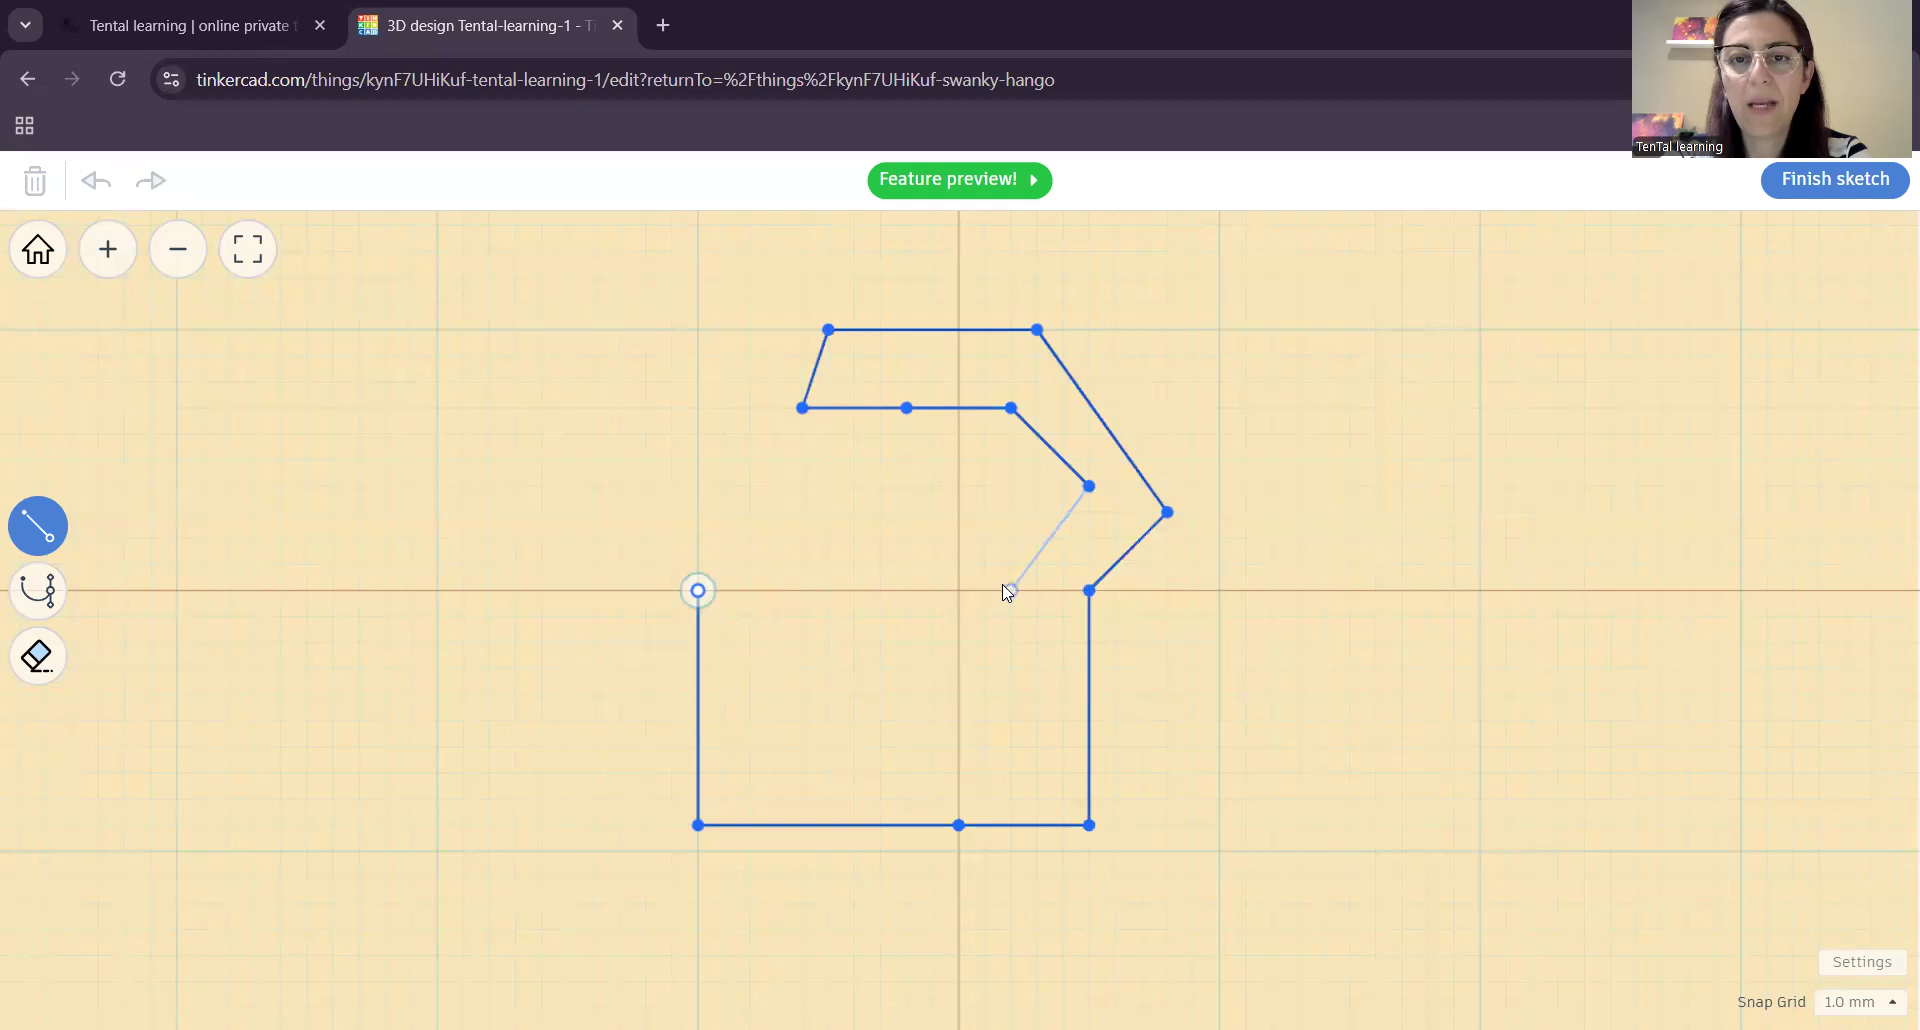 Tental learning | online private t
3D design Tental-learning-1 - Ti
tinkercad.com/things/kynF7UHiKuf-tental-learning-1/edit?returnTo=%2Fthings%2FkynF7UHiKuf-swanky-hango
TenTal learning
Feature preview!
Finish sketch
Settings
Snap Grid 1.0 mm